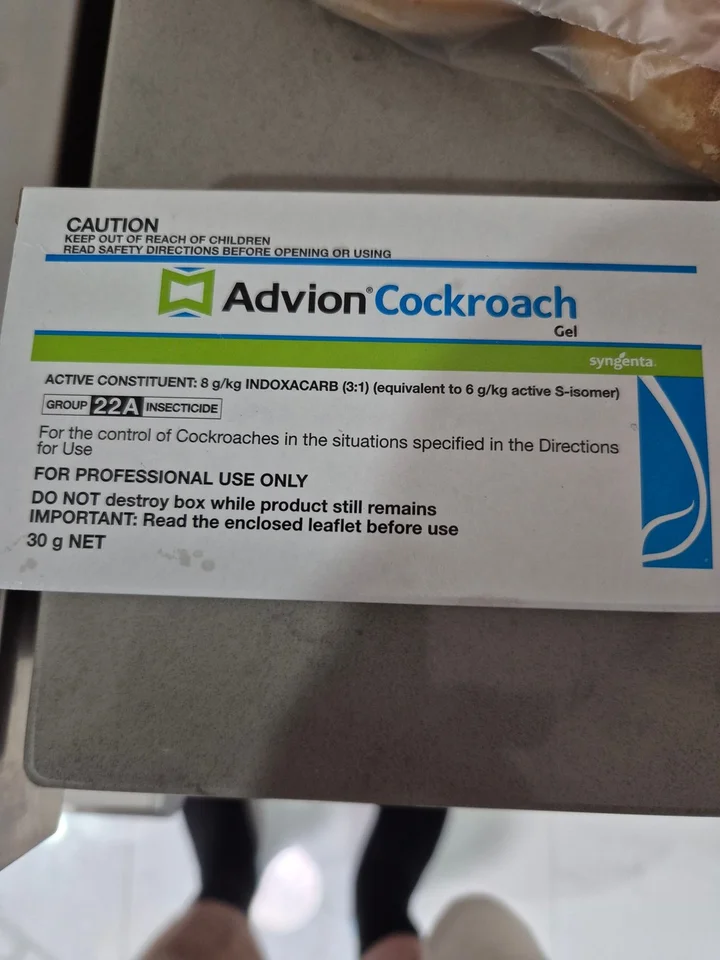 CAUTION
KEEP OUT OF REACH OF CHILDREN
READ SAFETY DIRECTIONS BEFORE OPENING OR USING
Advion® Cockroach
Gel
syngenta.
ACTIVE CONSTITUENT: 8 g/kg INDOXACARB (3:1) (equivalent to 6 g/kg active S-isomer)
GROUP 22A INSECTICIDE
For the control of Cockroaches in the situations specified in the Directions
for Use
FOR PROFESSIONAL USE ONLY
DO NOT destroy box while product still remains
IMPORTANT: Read the enclosed leaflet before use
30 g NET